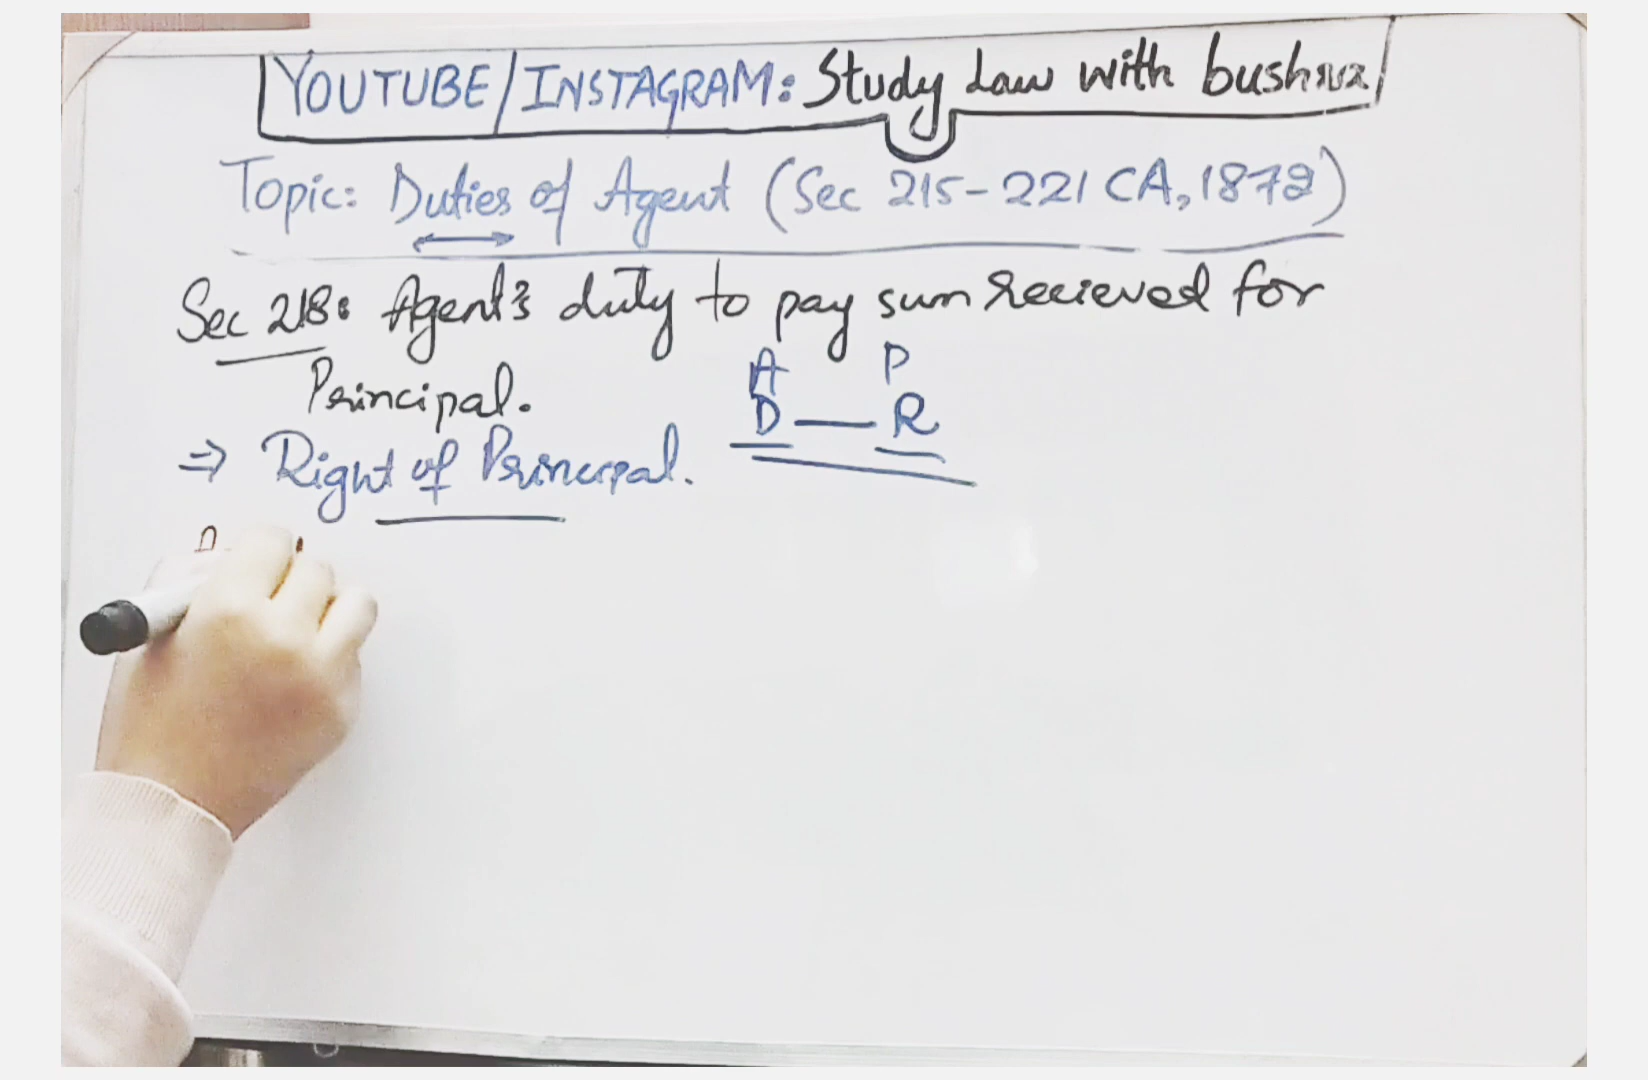 YOUTUBE/INSTAGRAM: Study Law with bushra
Topic: Duties of Agent (Sec 215-221 CA, 1872)
Sec 218: Agent's duty to pay sum recieved for
Principal.
A P
D — R
⇒ Right of Principal.